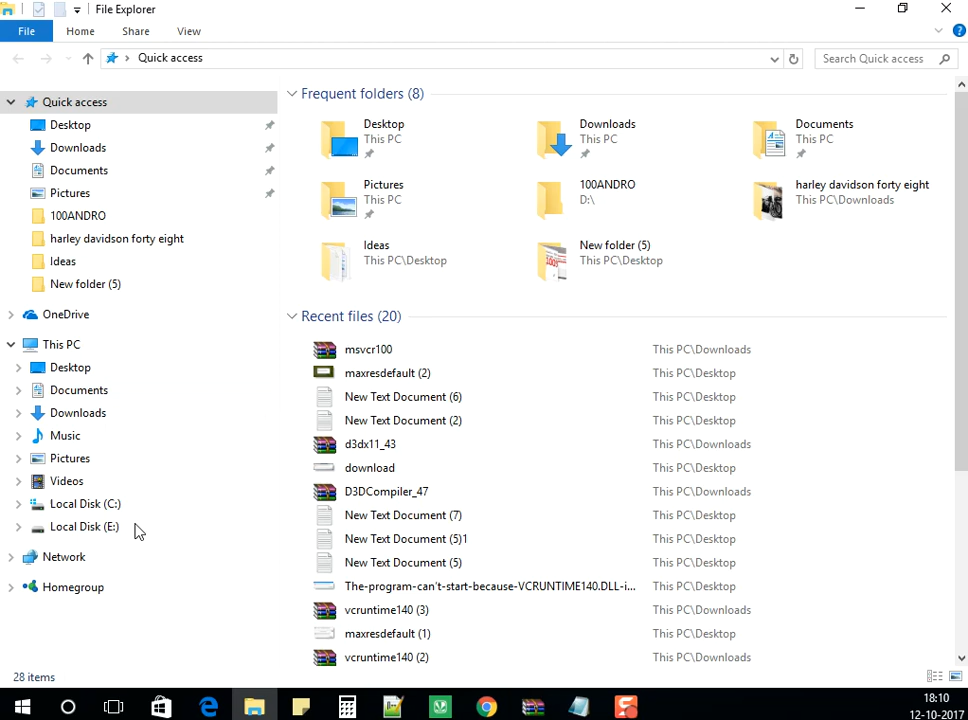 File Explorer
File Home Share View
Quick access
Search Quick access
Quick access
Desktop
Downloads
Documents
Pictures
100ANDRO
harley davidson forty eight
Ideas
New folder (5)
OneDrive
This PC
Desktop
Documents
Downloads
Music
Pictures
Videos
Local Disk (C:)
Local Disk (E:)
Network
Homegroup
Frequent folders (8)
Desktop
This PC
Downloads
This PC
Documents
This PC
Pictures
This PC
100ANDRO
D:\
harley davidson forty eight
This PC\Downloads
Ideas
This PC\Desktop
New folder (5)
This PC\Desktop
Recent files (20)
msvcr100 This PC\Downloads
maxresdefault (2) This PC\Desktop
New Text Document (6) This PC\Desktop
New Text Document (2) This PC\Desktop
d3dx11_43 This PC\Downloads
download This PC\Desktop
D3DCompiler_47 This PC\Downloads
New Text Document (7) This PC\Desktop
New Text Document (5)1 This PC\Desktop
New Text Document (5) This PC\Desktop
The-program-can't-start-because-VCRUNTIME140.DLL-i... This PC\Desktop
vcruntime140 (3) This PC\Downloads
maxresdefault (1) This PC\Desktop
vcruntime140 (2) This PC\Downloads
28 items
18:10
12-10-2017